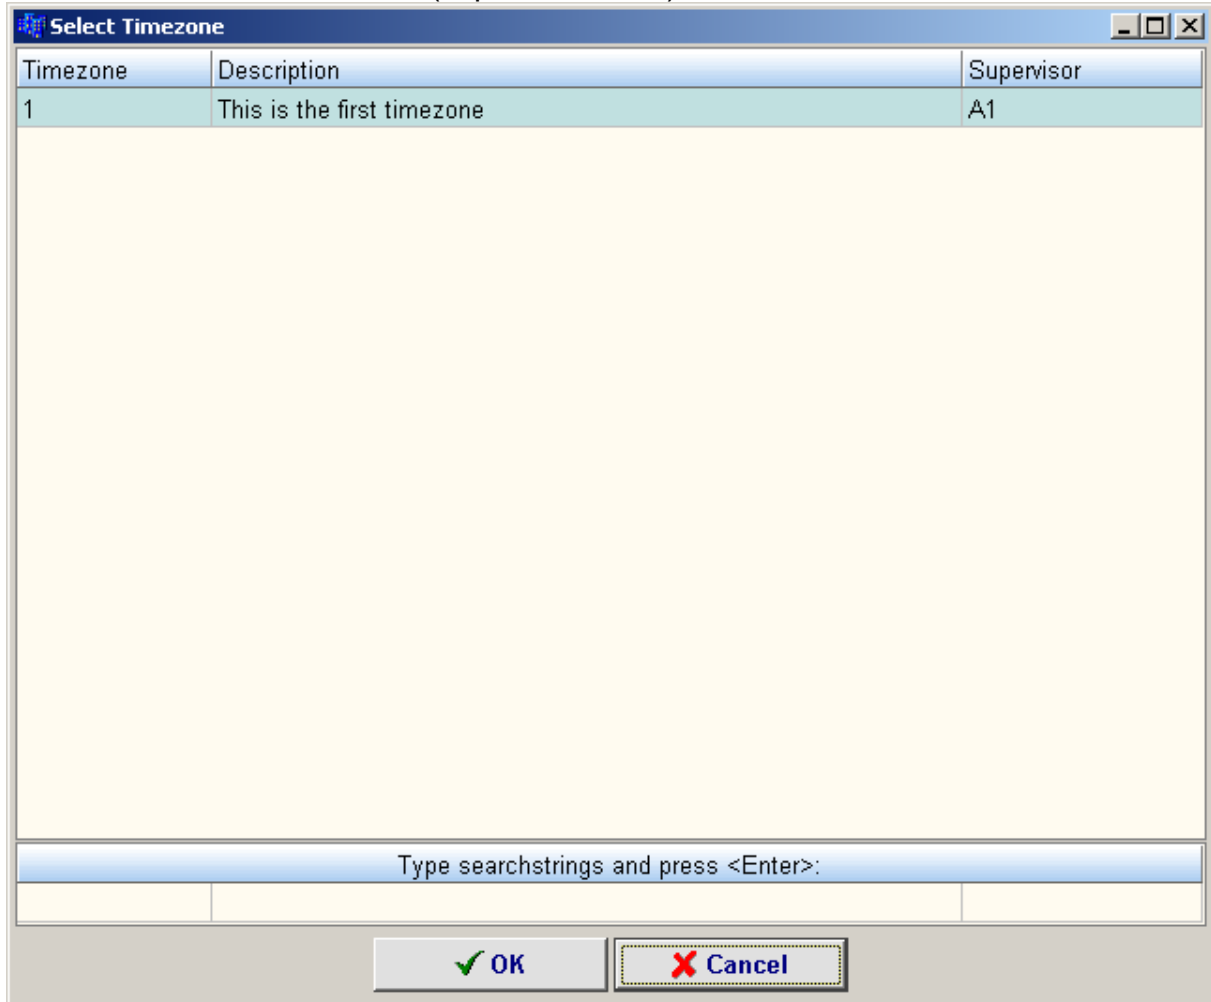 Select Timezone
Timezone Description Supervisor
1 This is the first timezone A1
Type searchstrings and press <Enter>:
OK Cancel